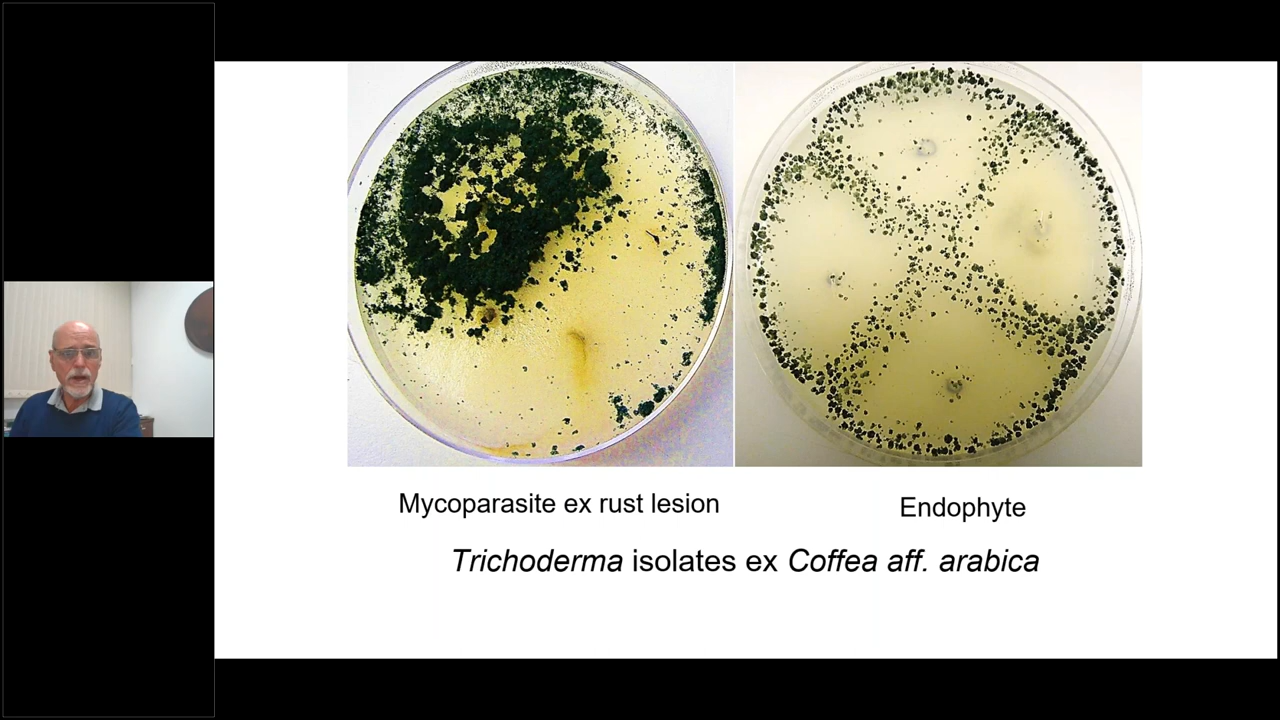 Mycoparasite ex rust lesion
Endophyte
Trichoderma isolates ex Coffea aff. arabica